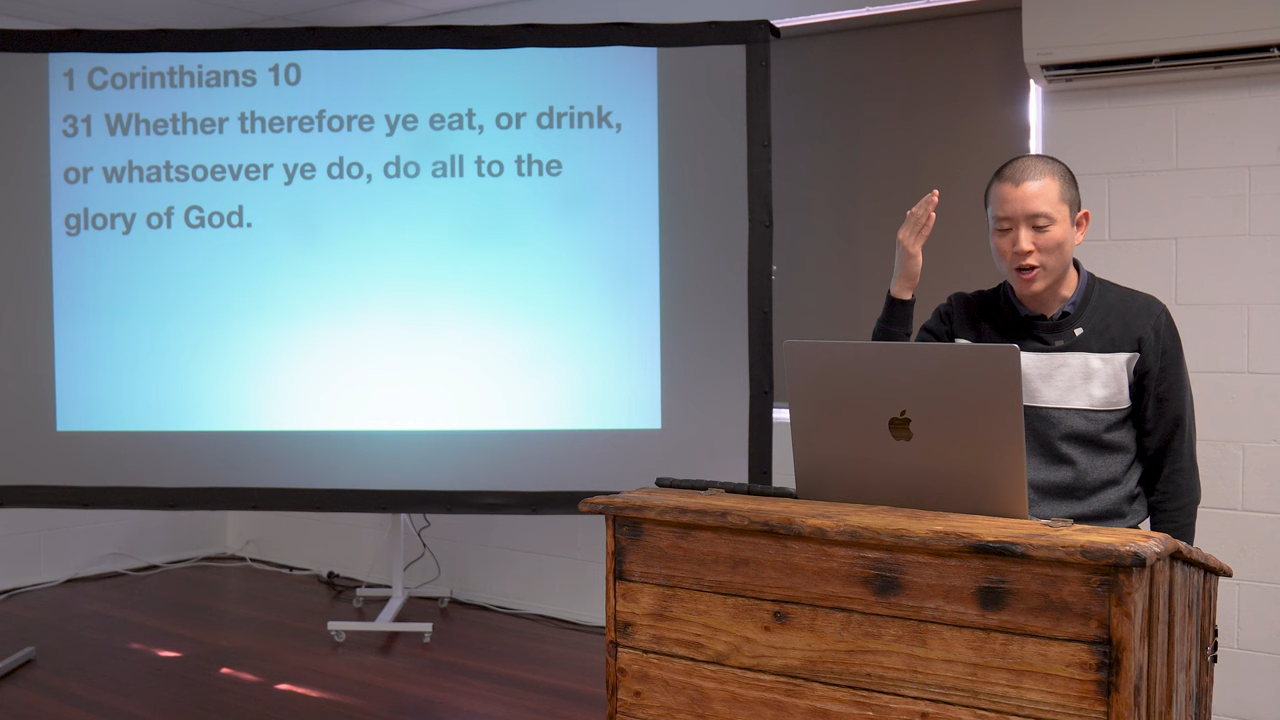 1 Corinthians 10
31 Whether therefore ye eat, or drink,
or whatsoever ye do, do all to the
glory of God.